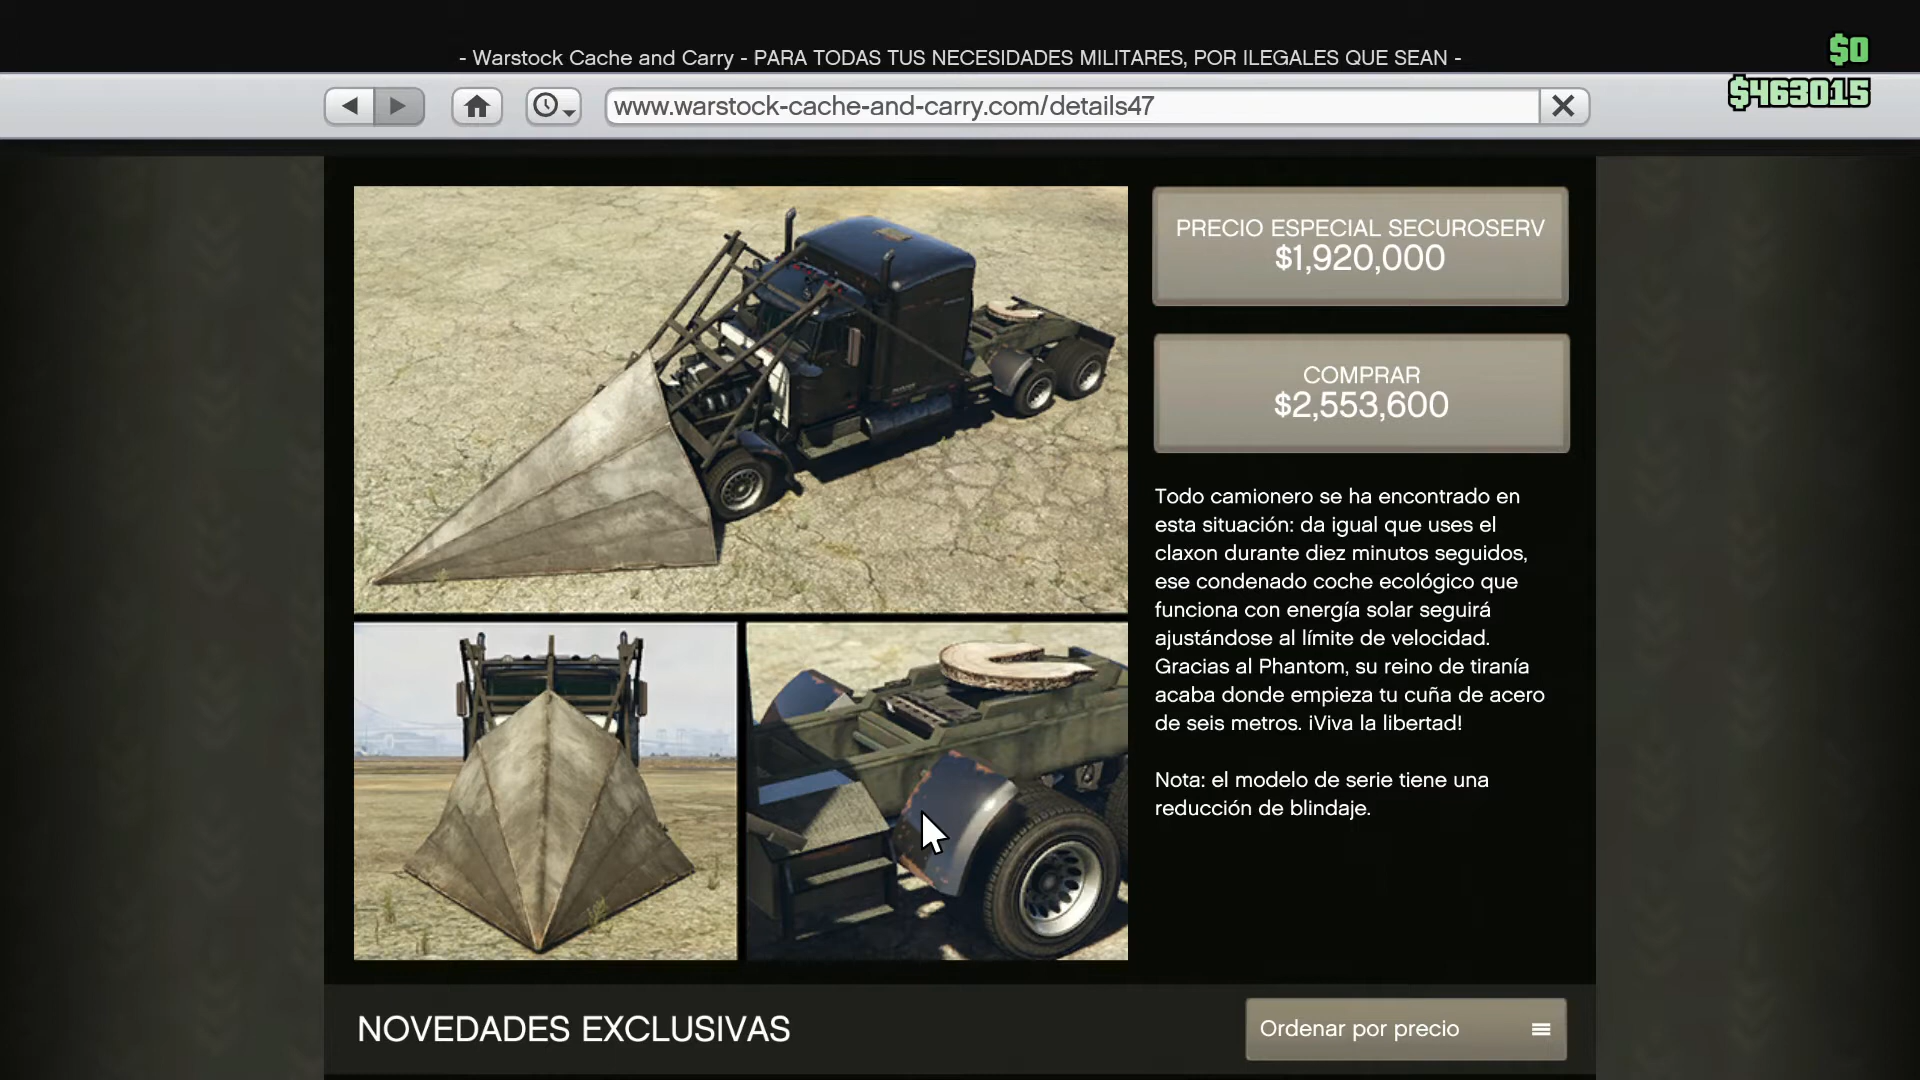 - Warstock Cache and Carry - PARA TODAS TUS NECESIDADES MILITARES, POR ILEGALES QUE SEAN -
$0
$463015
www.warstock-cache-and-carry.com/details47
PRECIO ESPECIAL SECUROSERV
$1,920,000
COMPRAR
$2,553,600
Todo camionero se ha encontrado en
esta situación: da igual que uses el
claxon durante diez minutos seguidos,
ese condenado coche ecológico que
funciona con energía solar seguirá
ajustándose al límite de velocidad.
Gracias al Phantom, su reino de tiranía
acaba donde empieza tu cuña de acero
de seis metros. ¡Viva la libertad!
Nota: el modelo de serie tiene una
reducción de blindaje.
NOVEDADES EXCLUSIVAS
Ordenar por precio